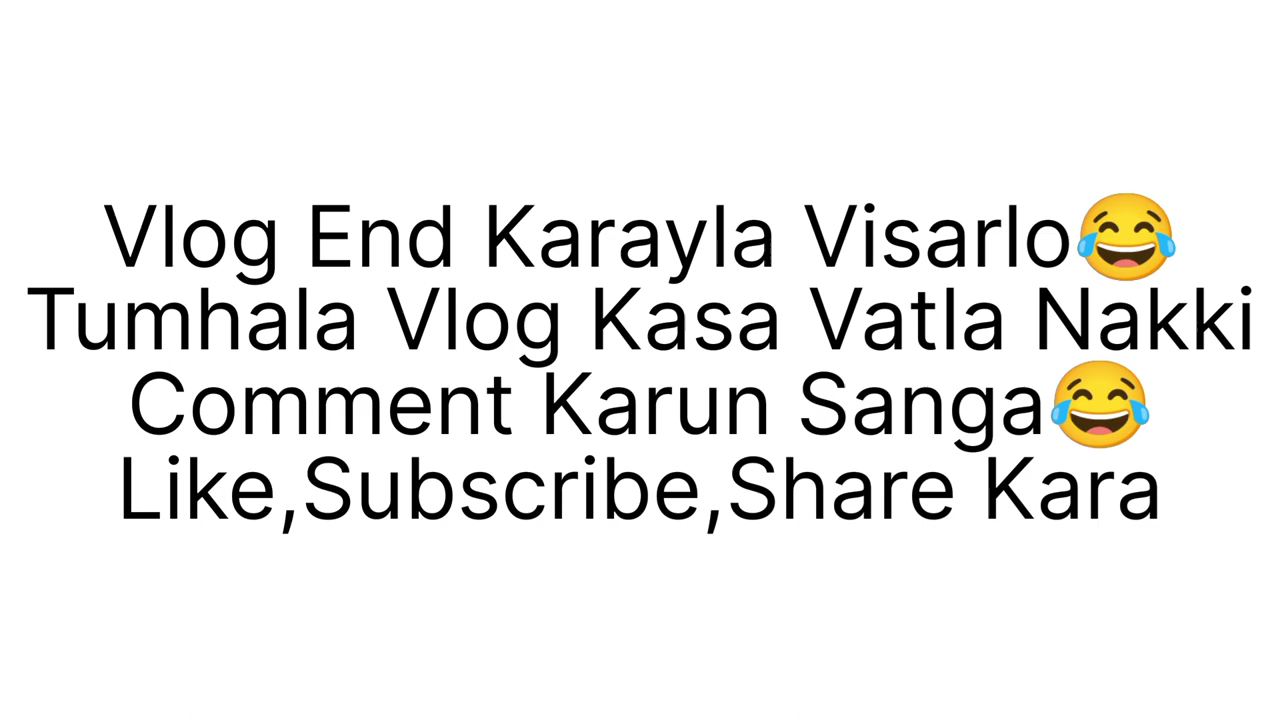 Vlog End Karayla Visarlo😂
Tumhala Vlog Kasa Vatla Nakki
Comment Karun Sanga😂
Like,Subscribe,Share Kara